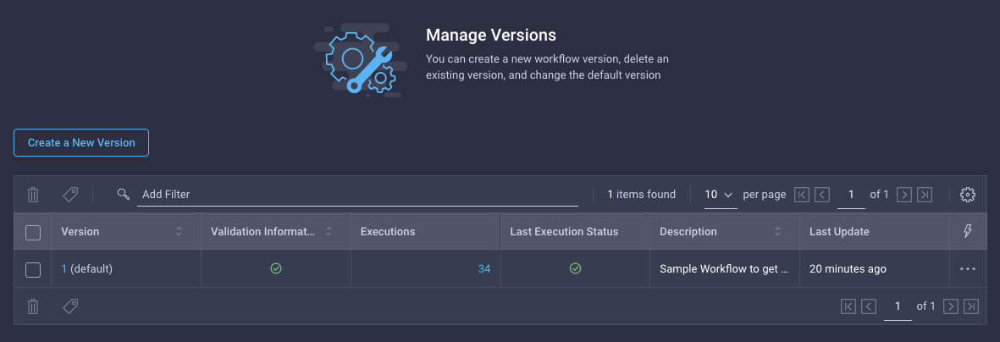 Manage Versions
You can create a new workflow version, delete an
existing version, and change the default version
Create a New Version
Add Filter 1 items found 10 per page 1 of 1
Version Validation Informat... Executions Last Execution Status Description Last Update
1 (default) 34 Sample Workflow to get ... 20 minutes ago
1 of 1